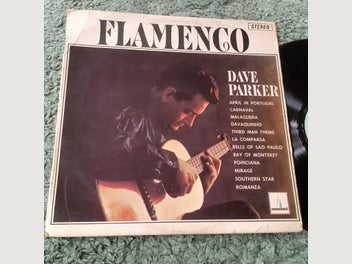 FLAMENCO
STEREO
DAVE
PARKER
APRIL IN PORTUGAL
CARNAVAL
MALAGUEÑA
DAVAQUINHO
THIRD MAN THEME
LA COMPARSA
BELLS OF SAO PAULO
BAY OF MONTEREY
POINCIANA
MIRAGE
SOUTHERN STAR
ROMANZA